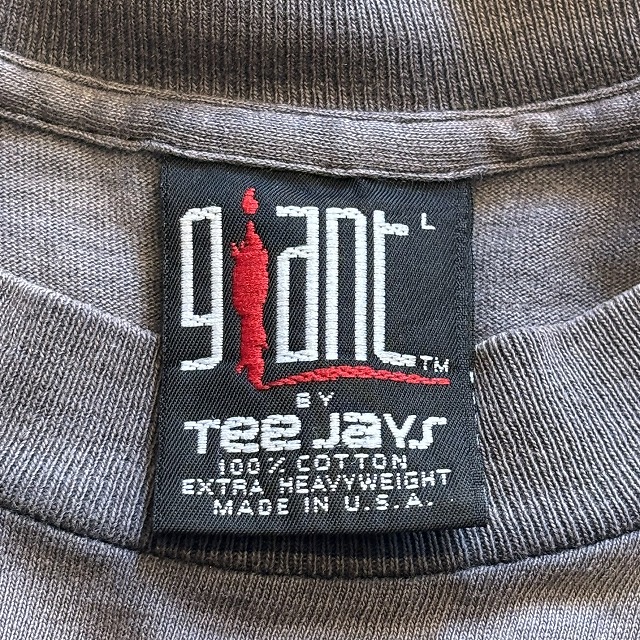 giant L
TM
BY
Tee Jays
100% COTTON
EXTRA HEAVYWEIGHT
MADE IN U.S.A.